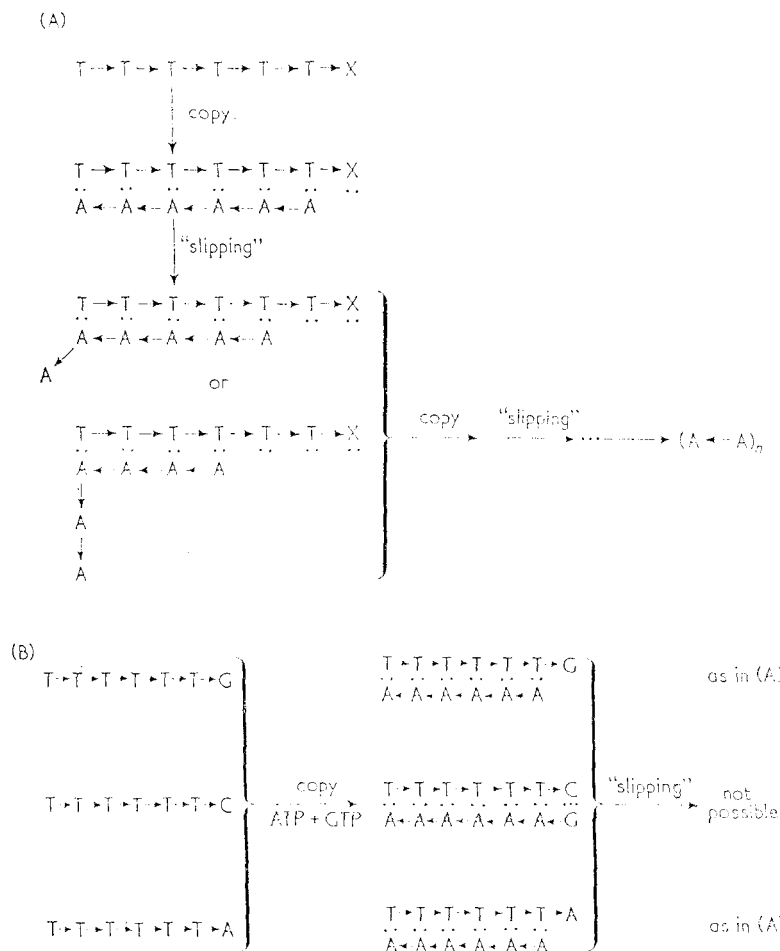 (A)
T → T → T → T → T → T → X
copy
T → T → T → T → T → T → X
A ← A ← A ← A ← A ← A
"slipping"
T → T → T → T → T → T → X
A ← A ← A ← A ← A
A
or
T → T → T → T → T → T → X
A ← A ← A ← A
A
A
copy "slipping" (A ← A)n
(B)
T → T → T → T → T → T → G
T → T → T → T → T → T → C
T → T → T → T → T → T → A
copy
ATP + GTP
T → T → T → T → T → T → G
A ← A ← A ← A ← A ← A
as in (A)
T → T → T → T → T → T → C
A ← A ← A ← A ← A ← A ← G
"slipping"
not
possible
T → T → T → T → T → T → A
A ← A ← A ← A ← A ← A
as in (A)